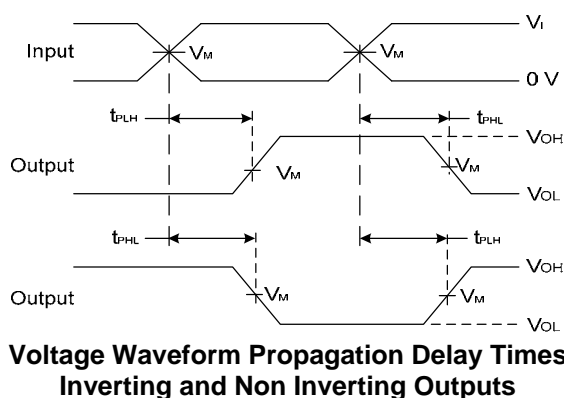 VI
Input
VM
VM
0 V
tPLH
tPHL
VOH
Output
VM
VM
VOL
tPHL
tPLH
VOH
Output
VM
VM
VOL
Voltage Waveform Propagation Delay Times
Inverting and Non Inverting Outputs